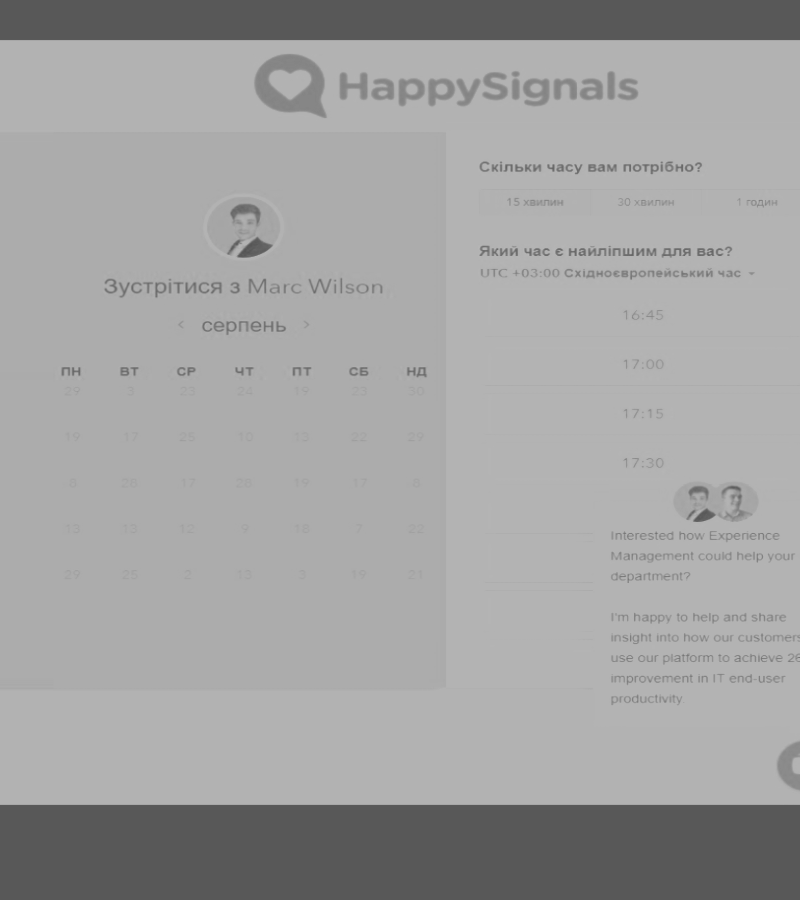 HappySignals
Зустрітися з Marc Wilson
серпень
ПН ВТ СР ЧТ ПТ СБ НД
29 3 23 24 19 23 30
19 17 25 10 15 22 29
8 28 17 28 19 17 8
13 13 12 9 18 7 22
29 25 2 13 3 19 21
Скільки часу вам потрібно?
15 хвилин 30 хвилин 1 годин
Який час є найліпшим для вас?
UTC +03:00 Східноєвропейський час
16:45
17:00
17:15
17:30
Interested how Experience
Management could help your
department?
I'm happy to help and share
insight into how our customers
use our platform to achieve 26
improvement in IT end-user
productivity.